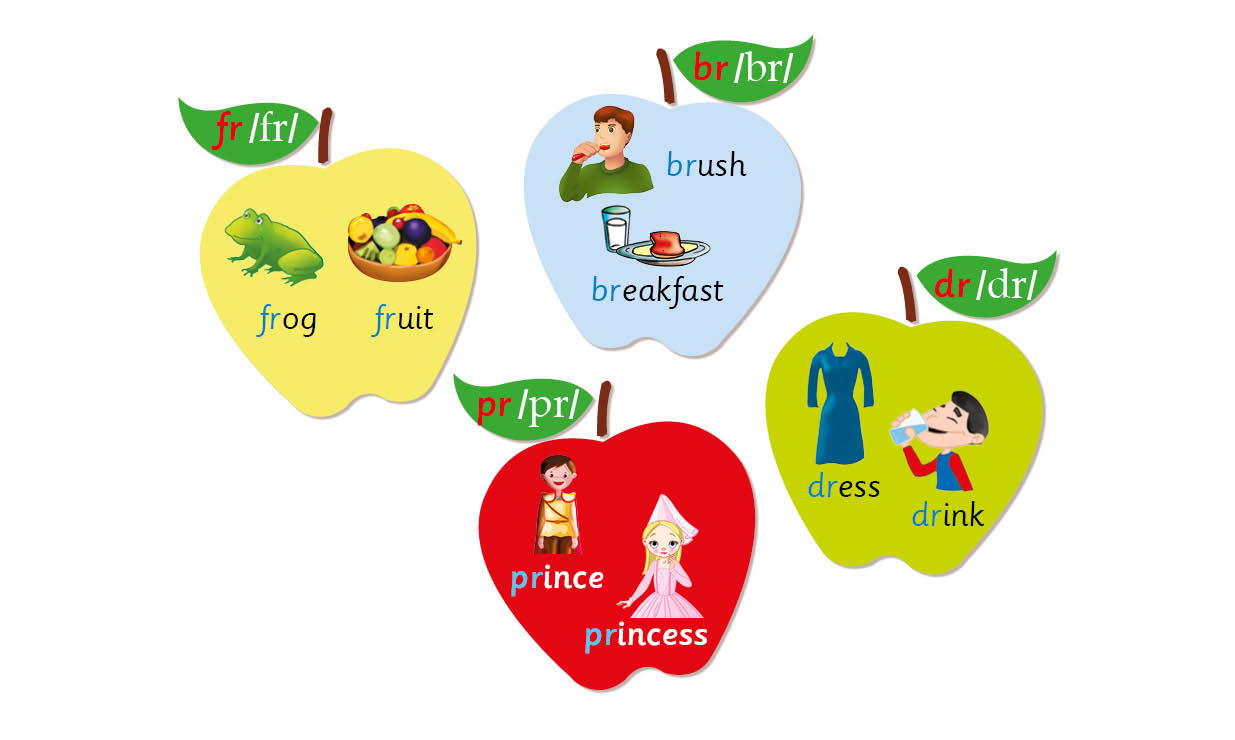 fr /fr/
frog
fruit
br /br/
brush
breakfast
pr /pr/
prince
princess
dr /dr/
dress
drink